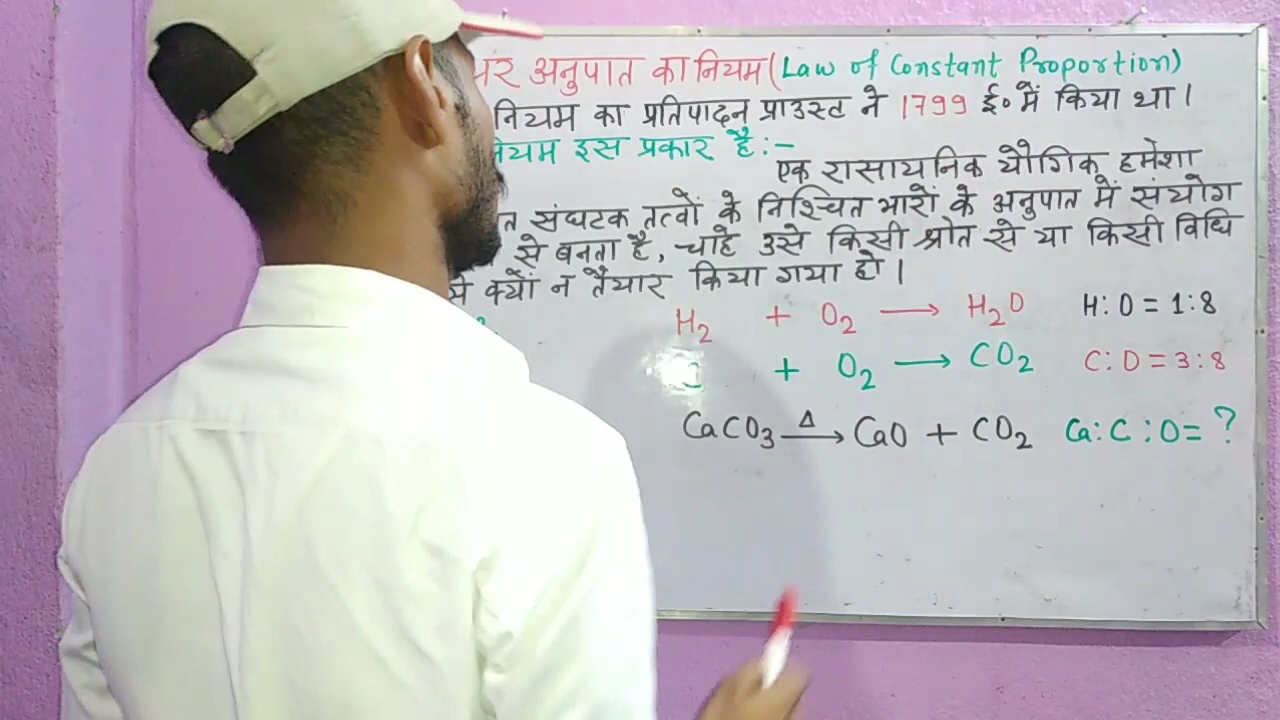 अनुपात का नियम (Law of Constant Proportion)
नियम का प्रतिपादन प्राउस्ट ने 1799 ई० में किया था।
इस प्रकार है:-
एक रासायनिक यौगिक हमेशा
संघटक तत्वों के निश्चित भारों के अनुपात में संयोग
से बनता है, चाहे उसे किसी श्रोत से या किसी विधि
क्यों न तैयार किया गया हो।
H₂ + O₂ → H₂O H:O = 1:8
+ O₂ → CO₂ C:O = 3:8
CaCO₃ Δ→ CaO + CO₂ Ca:C:O= ?